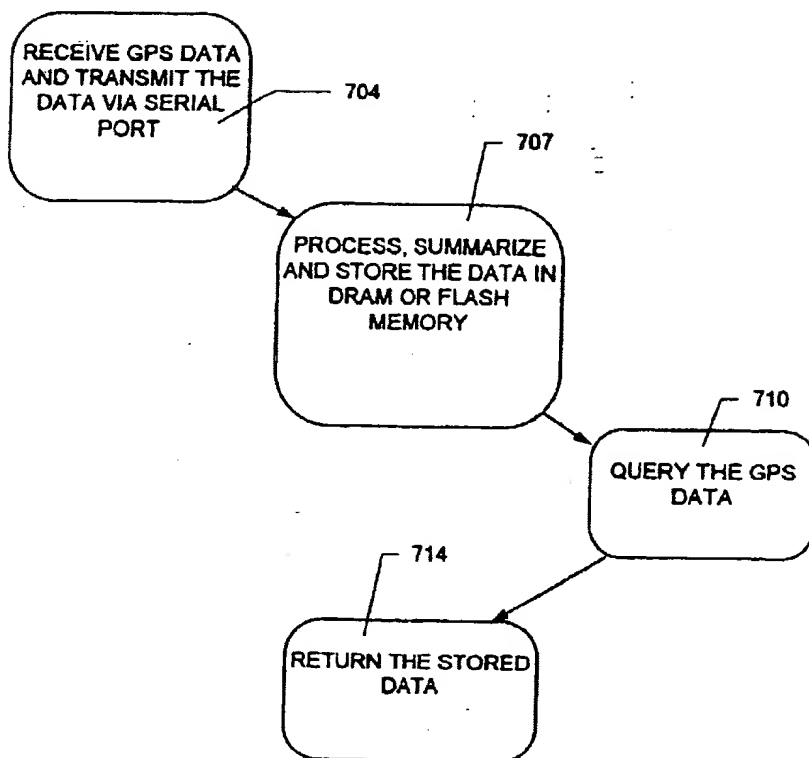 RECEIVE GPS DATA
AND TRANSMIT THE
DATA VIA SERIAL
PORT
704
707
PROCESS, SUMMARIZE
AND STORE THE DATA IN
DRAM OR FLASH
MEMORY
710
QUERY THE GPS
DATA
714
RETURN THE STORED
DATA